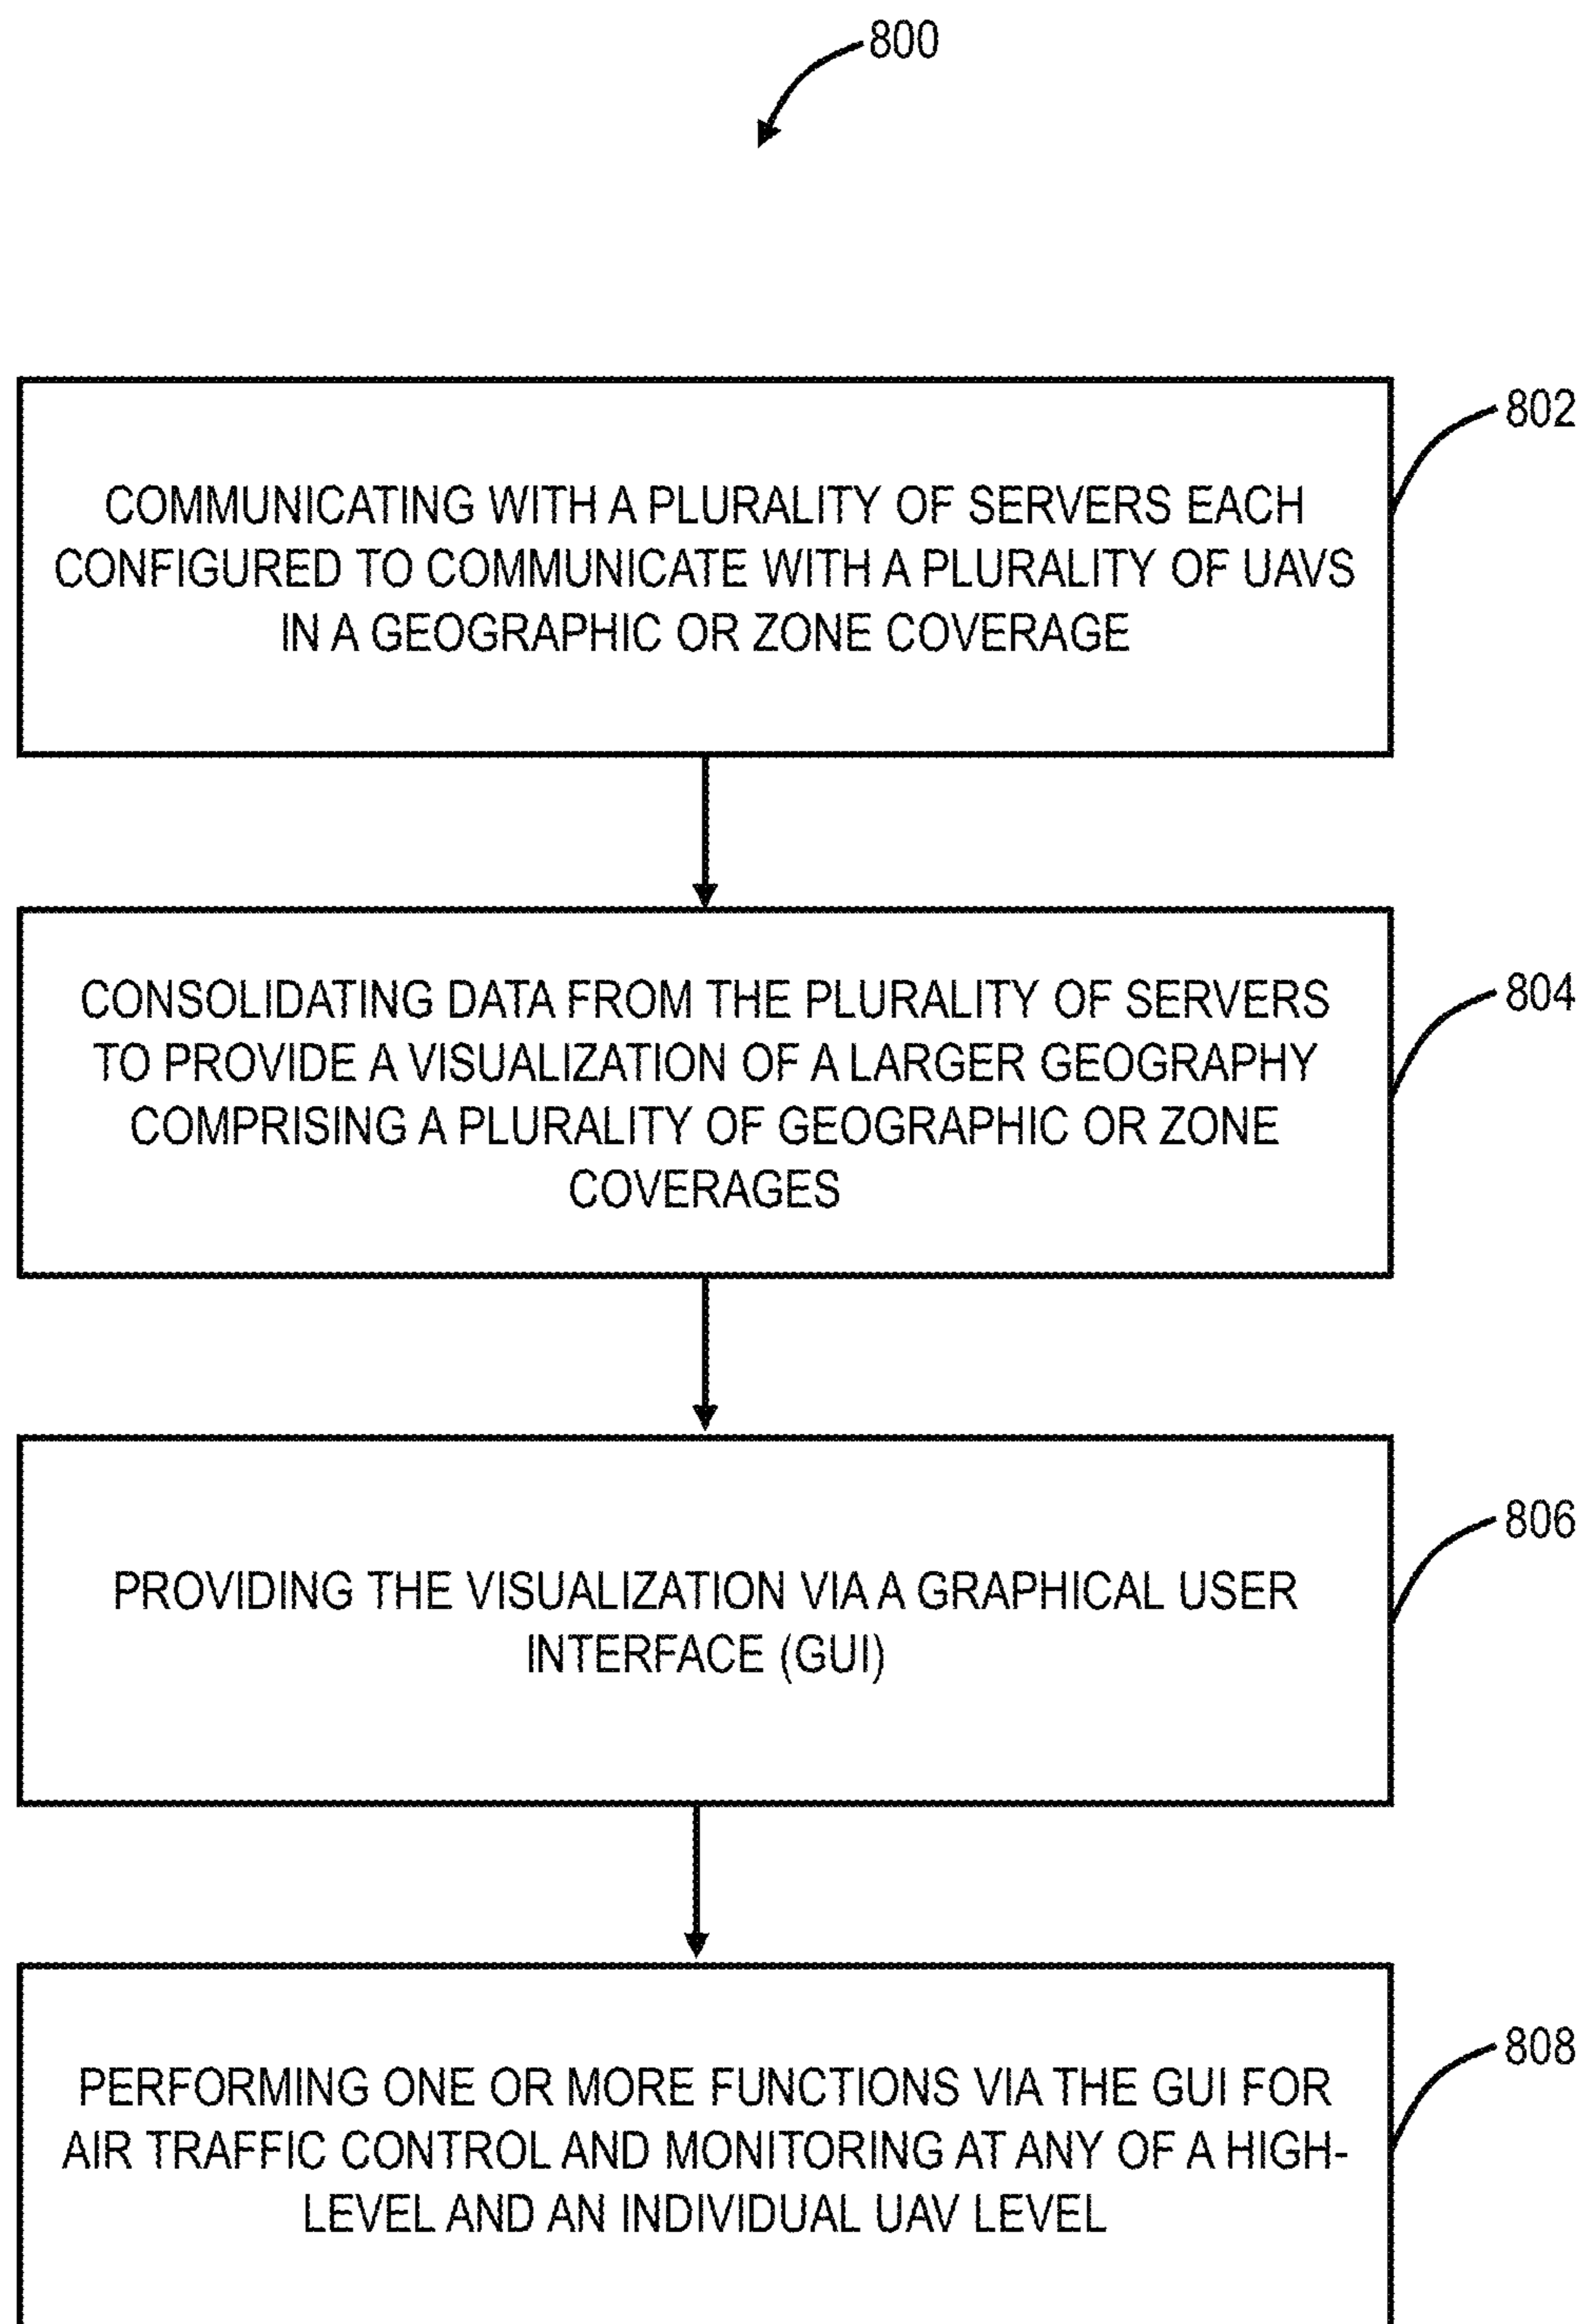 800
802
COMMUNICATING WITH A PLURALITY OF SERVERS EACH
CONFIGURED TO COMMUNICATE WITH A PLURALITY OF UAVS
IN A GEOGRAPHIC OR ZONE COVERAGE
804
CONSOLIDATING DATA FROM THE PLURALITY OF SERVERS
TO PROVIDE A VISUALIZATION OF A LARGER GEOGRAPHY
COMPRISING A PLURALITY OF GEOGRAPHIC OR ZONE
COVERAGES
806
PROVIDING THE VISUALIZATION VIA A GRAPHICAL USER
INTERFACE (GUI)
808
PERFORMING ONE OR MORE FUNCTIONS VIA THE GUI FOR
AIR TRAFFIC CONTROL AND MONITORING AT ANY OF A HIGH-
LEVEL AND AN INDIVIDUAL UAV LEVEL